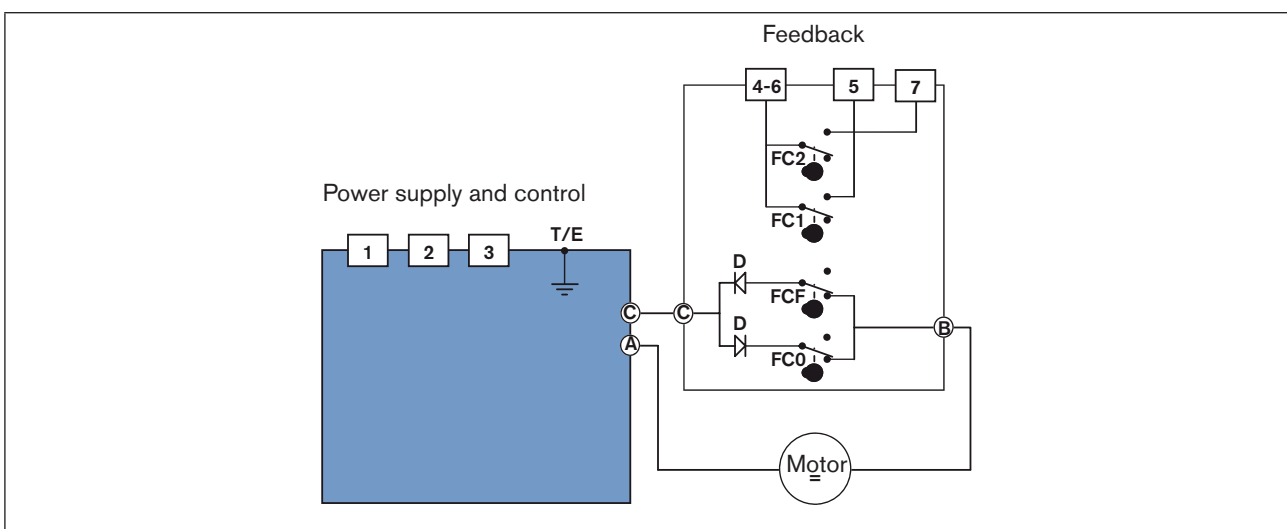 Feedback
4-6 5 7
FC2
Power supply and control
FC1
1 2 3 T/E
D
FCF
C C
D
B
A
FC0
Motor